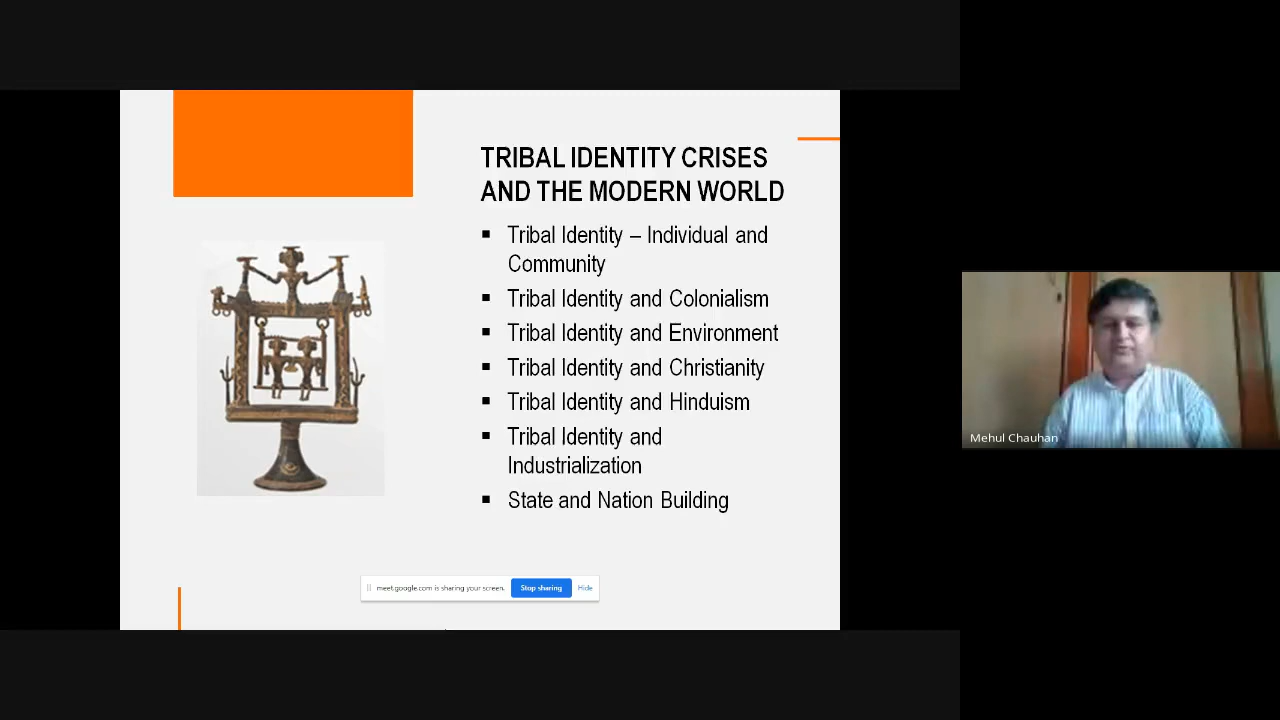 TRIBAL IDENTITY CRISES
AND THE MODERN WORLD
▪ Tribal Identity – Individual and
Community
▪ Tribal Identity and Colonialism
▪ Tribal Identity and Environment
▪ Tribal Identity and Christianity
▪ Tribal Identity and Hinduism
▪ Tribal Identity and
Industrialization
▪ State and Nation Building
meet.google.com is sharing your screen. Stop sharing Hide
Mehul Chauhan